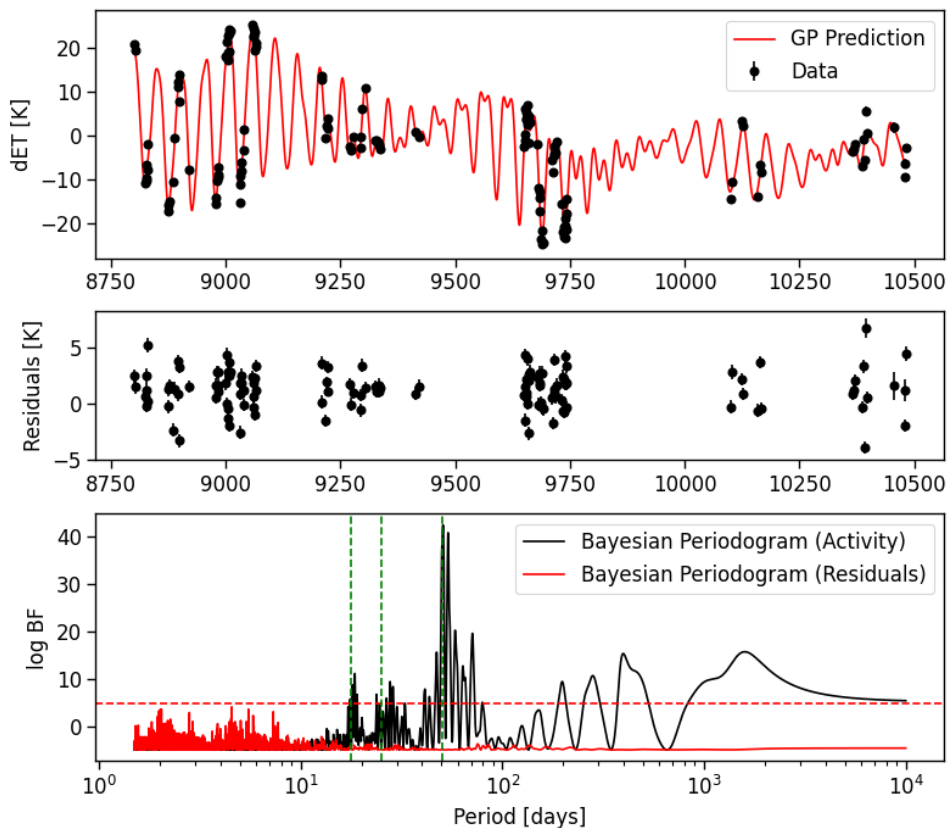 20
10
0
−10
−20
dET [K]
GP Prediction
Data
8750 9000 9250 9500 9750 10000 10250 10500
5
0
−5
Residuals [K]
8750 9000 9250 9500 9750 10000 10250 10500
40
30
20
10
0
log BF
Bayesian Periodogram (Activity)
Bayesian Periodogram (Residuals)
10⁰ 10¹ 10² 10³ 10⁴
Period [days]